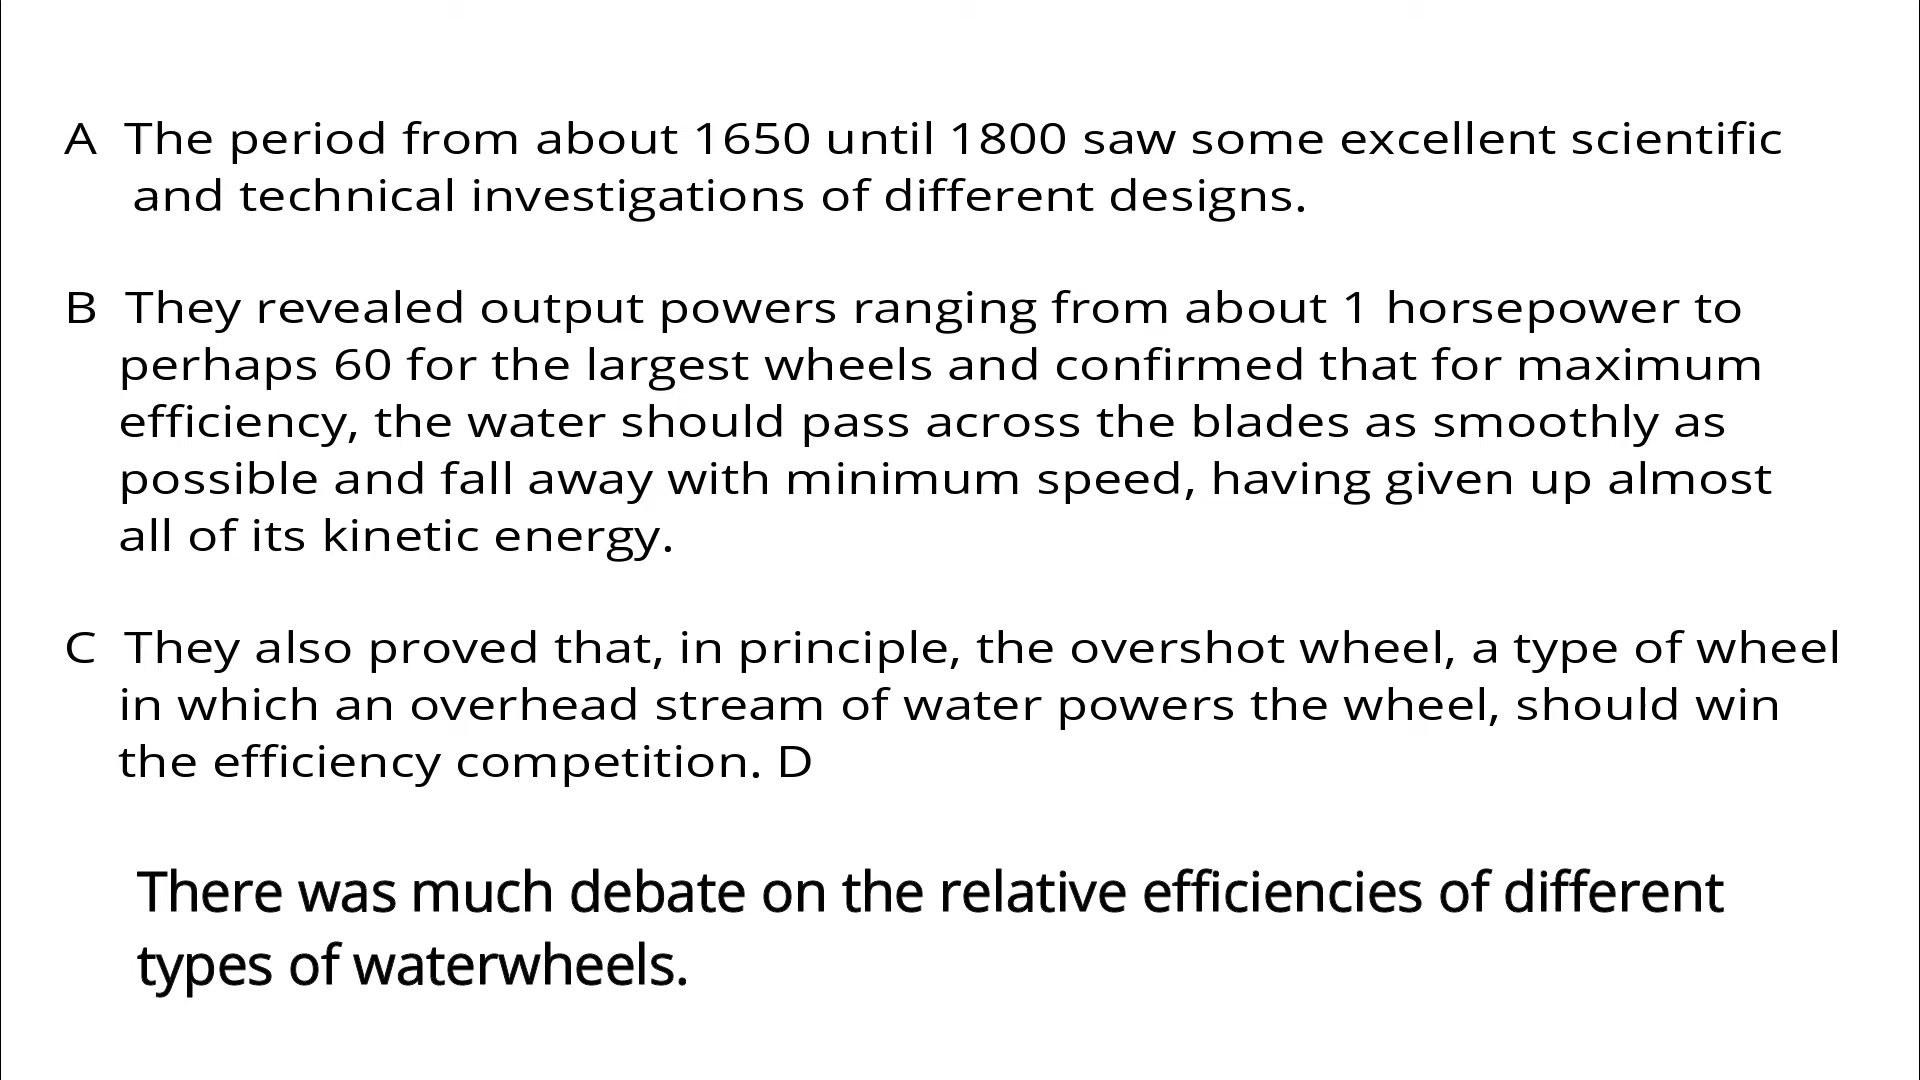 A The period from about 1650 until 1800 saw some excellent scientific
and technical investigations of different designs.
B They revealed output powers ranging from about 1 horsepower to
perhaps 60 for the largest wheels and confirmed that for maximum
efficiency, the water should pass across the blades as smoothly as
possible and fall away with minimum speed, having given up almost
all of its kinetic energy.
C They also proved that, in principle, the overshot wheel, a type of wheel
in which an overhead stream of water powers the wheel, should win
the efficiency competition. D
There was much debate on the relative efficiencies of different
types of waterwheels.